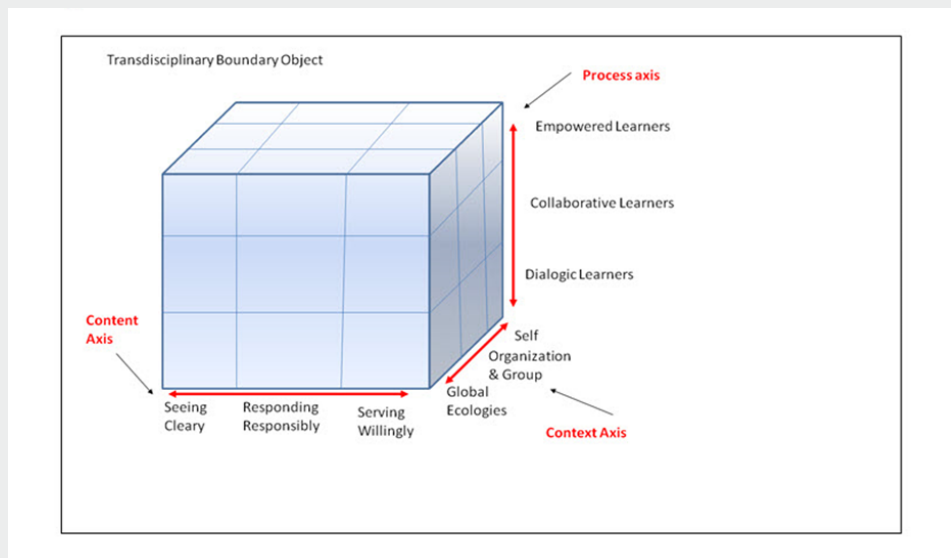 Transdisciplinary Boundary Object
Process axis
Empowered Learners
Collaborative Learners
Dialogic Learners
Content
Axis
Self
Organization
& Group
Global
Ecologies
Seeing
Cleary
Responding
Responsibly
Serving
Willingly
Context Axis